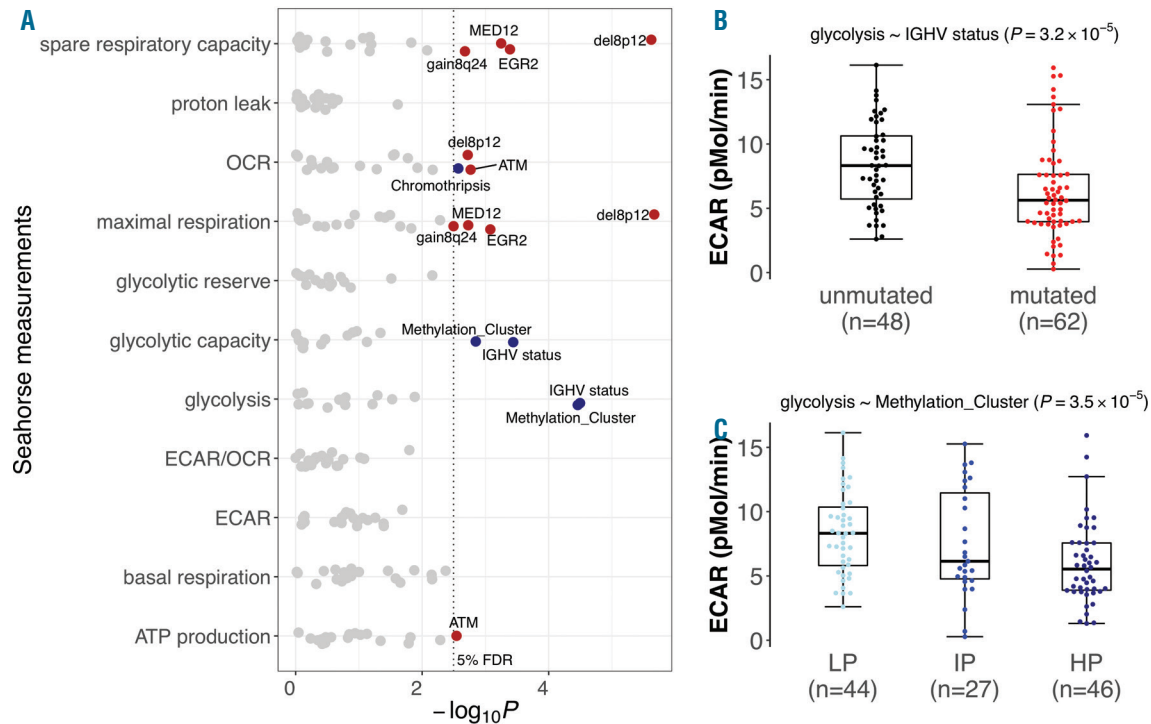 A
Seahorse measurements
spare respiratory capacity
MED12
del8p12
gain8q24
EGR2
proton leak
OCR
del8p12
ATM
Chromothripsis
maximal respiration
MED12
del8p12
gain8q24
EGR2
glycolytic reserve
glycolytic capacity
Methylation_Cluster
IGHV status
glycolysis
IGHV status
Methylation_Cluster
ECAR/OCR
ECAR
basal respiration
ATP production
ATM
5% FDR
0 2 4
−log₁₀P
B
glycolysis ~ IGHV status (P = 3.2 × 10⁻⁵)
ECAR (pMol/min)
15
10
5
0
unmutated mutated
(n=48) (n=62)
C
glycolysis ~ Methylation_Cluster (P = 3.5 × 10⁻⁵)
ECAR (pMol/min)
15
10
5
0
LP IP HP
(n=44) (n=27) (n=46)